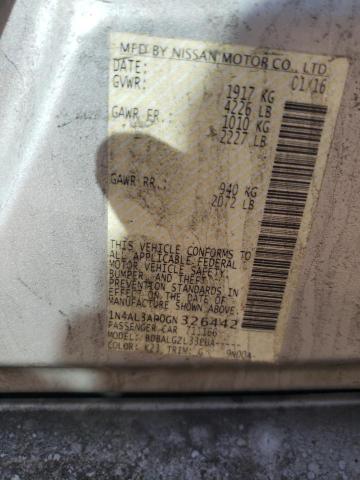 MFD BY NISSAN MOTOR CO., LTD.
DATE: 01/16
GVWR: 1917 KG
4226 LB
GAWR FR: 1010 KG
2227 LB
GAWR RR: 940 KG
2072 LB
THIS VEHICLE CONFORMS TO
ALL APPLICABLE FEDERAL
MOTOR VEHICLE SAFETY,
BUMPER, AND THEFT
PREVENTION STANDARDS IN
EFFECT ON THE DATE OF
MANUFACTURE SHOWN ABOVE.
1N4AL3AP0GN 326442
PASSENGER CAR
MODEL:
COLOR: K23 TRIM: G